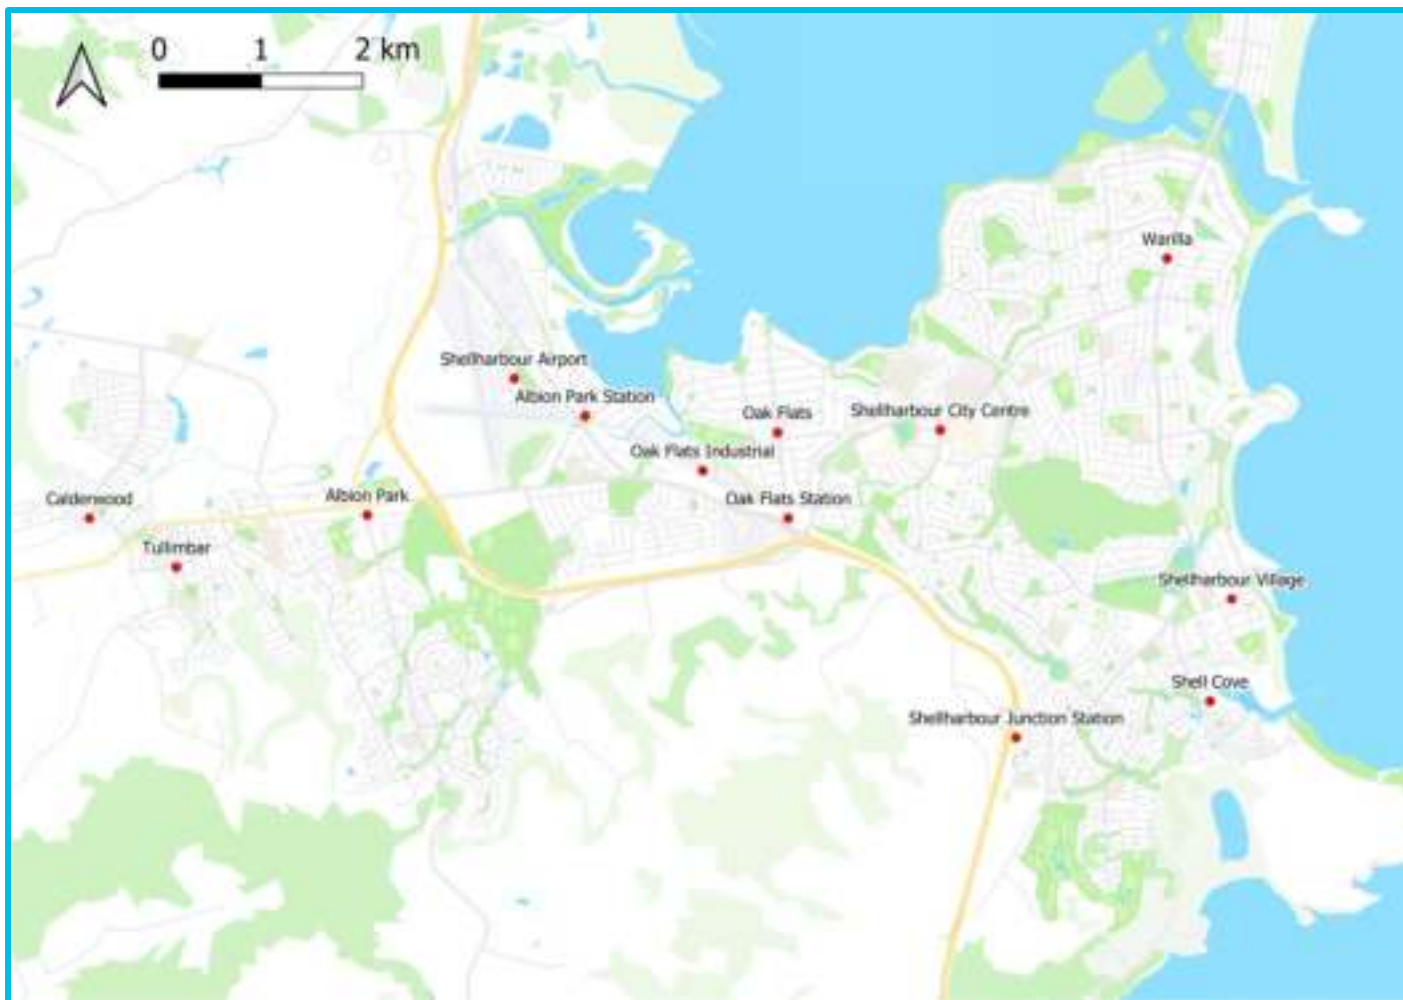 0 1 2 km
Warilla
Shellharbour Airport
Albion Park Station
Oak Flats
Shellharbour City Centre
Oak Flats Industrial
Calderwood
Albion Park
Oak Flats Station
Tullimbar
Shellharbour Village
Shell Cove
Shellharbour Junction Station